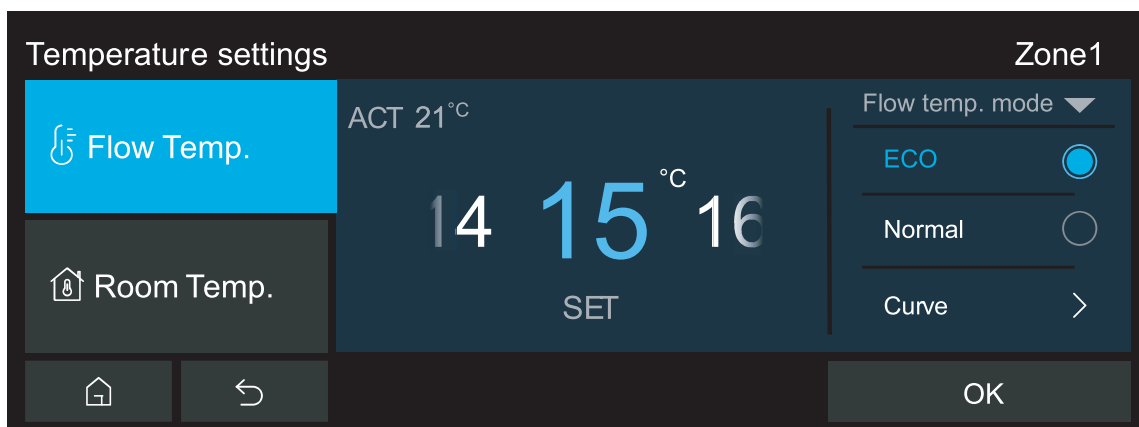 Temperature settings
Zone1
Flow Temp.
Room Temp.
ACT 21°C
14 15°C 16
SET
Flow temp. mode
ECO
Normal
Curve
OK